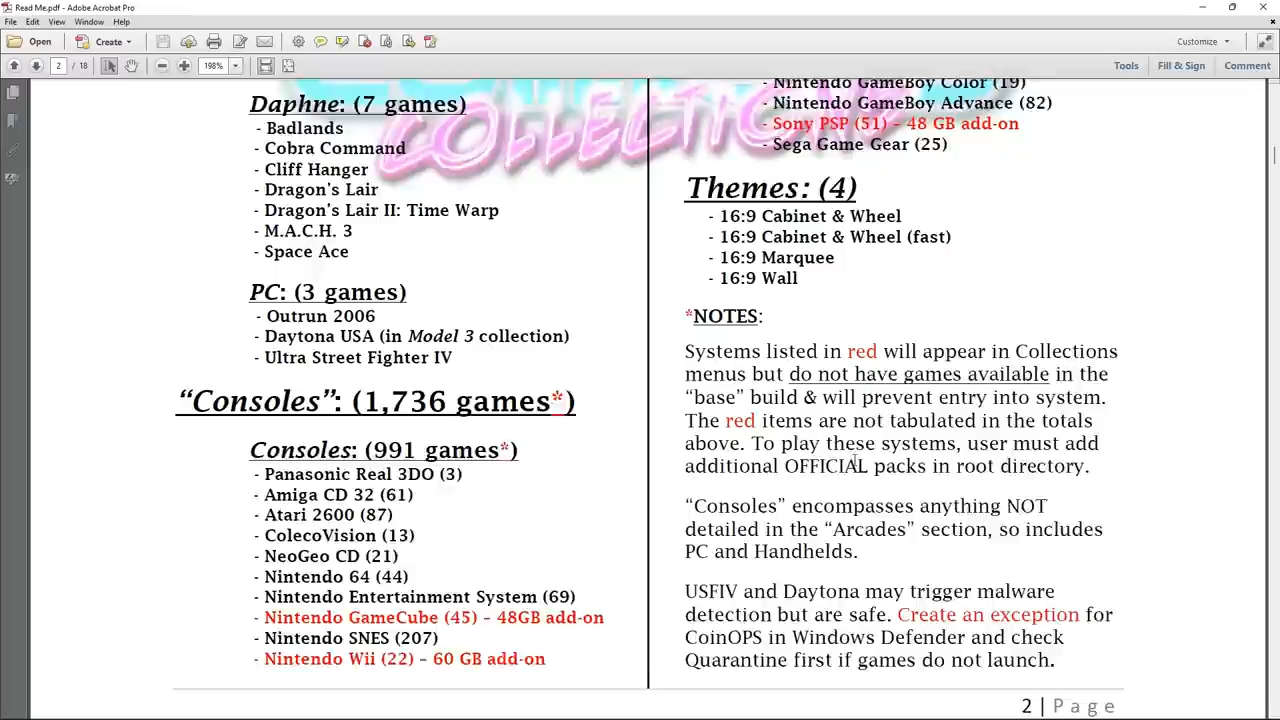 Read Me.pdf - Adobe Acrobat Pro
File Edit View Window Help
Open Create Customize
2 / 18 198% Tools Fill & Sign Comment
COLLECTIONS
Daphne: (7 games)
- Badlands
- Cobra Command
- Cliff Hanger
- Dragon's Lair
- Dragon's Lair II: Time Warp
- M.A.C.H. 3
- Space Ace
PC: (3 games)
- Outrun 2006
- Daytona USA (in Model 3 collection)
- Ultra Street Fighter IV
“Consoles”: (1,736 games*)
Consoles: (991 games*)
- Panasonic Real 3DO (3)
- Amiga CD 32 (61)
- Atari 2600 (87)
- ColecoVision (13)
- NeoGeo CD (21)
- Nintendo 64 (44)
- Nintendo Entertainment System (69)
- Nintendo GameCube (45) – 48GB add-on
- Nintendo SNES (207)
- Nintendo Wii (22) – 60 GB add-on
- Nintendo GameBoy Color (19)
- Nintendo GameBoy Advance (82)
- Sony PSP (51) – 48 GB add-on
- Sega Game Gear (25)
Themes: (4)
- 16:9 Cabinet & Wheel
- 16:9 Cabinet & Wheel (fast)
- 16:9 Marquee
- 16:9 Wall
*NOTES:
Systems listed in red will appear in Collections
menus but do not have games available in the
“base” build & will prevent entry into system.
The red items are not tabulated in the totals
above. To play these systems, user must add
additional OFFICIAL packs in root directory.
“Consoles” encompasses anything NOT
detailed in the “Arcades” section, so includes
PC and Handhelds.
USFIV and Daytona may trigger malware
detection but are safe. Create an exception for
CoinOPS in Windows Defender and check
Quarantine first if games do not launch.
2 | Page